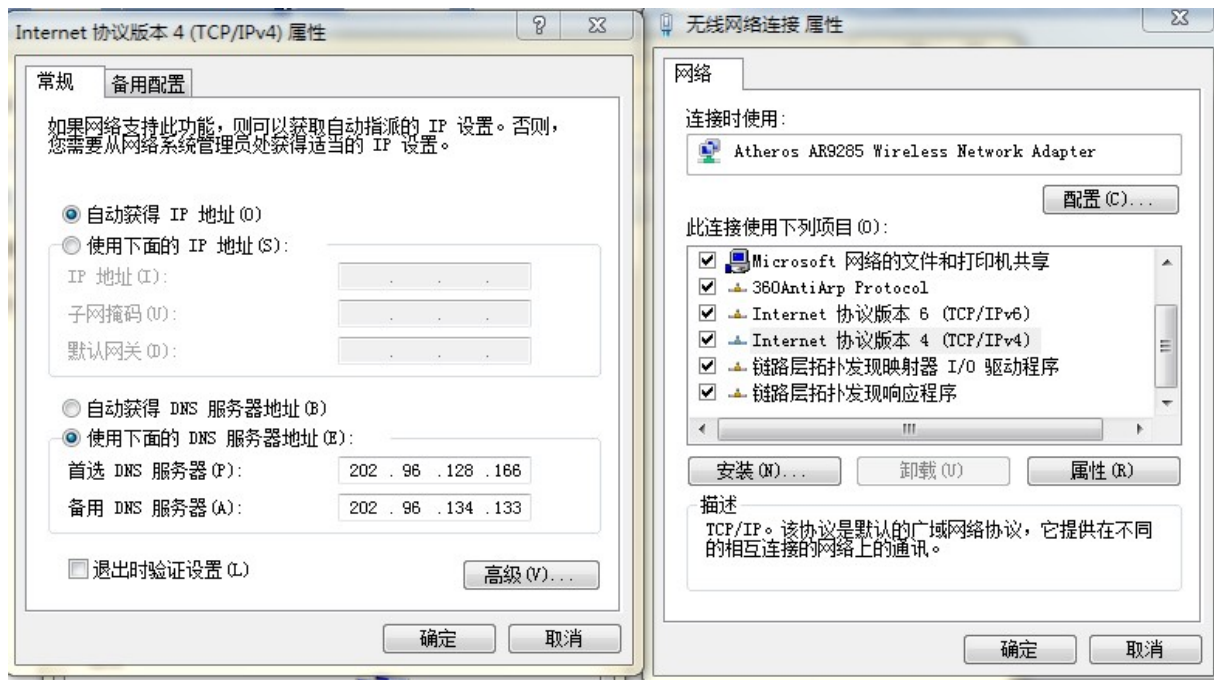 Internet 协议版本 4 (TCP/IPv4) 属性
常规
备用配置
如果网络支持此功能，则可以获取自动指派的 IP 设置。否则，
您需要从网络系统管理员处获得适当的 IP 设置。
自动获得 IP 地址(O)
使用下面的 IP 地址(S):
IP 地址(I):
子网掩码(U):
默认网关(D):
自动获得 DNS 服务器地址(B)
使用下面的 DNS 服务器地址(E):
首选 DNS 服务器(P): 202 . 96 .128 .166
备用 DNS 服务器(A): 202 . 96 .134 .133
退出时验证设置(L)
高级(V)...
确定
取消
无线网络连接 属性
网络
连接时使用:
Atheros AR9285 Wireless Network Adapter
配置(C)...
此连接使用下列项目(O):
Microsoft 网络的文件和打印机共享
360AntiArp Protocol
Internet 协议版本 6 (TCP/IPv6)
Internet 协议版本 4 (TCP/IPv4)
链路层拓扑发现映射器 I/O 驱动程序
链路层拓扑发现响应程序
安装(N)...
卸载(U)
属性(R)
描述
TCP/IP。该协议是默认的广域网络协议，它提供在不同
的相互连接的网络上的通讯。
确定
取消